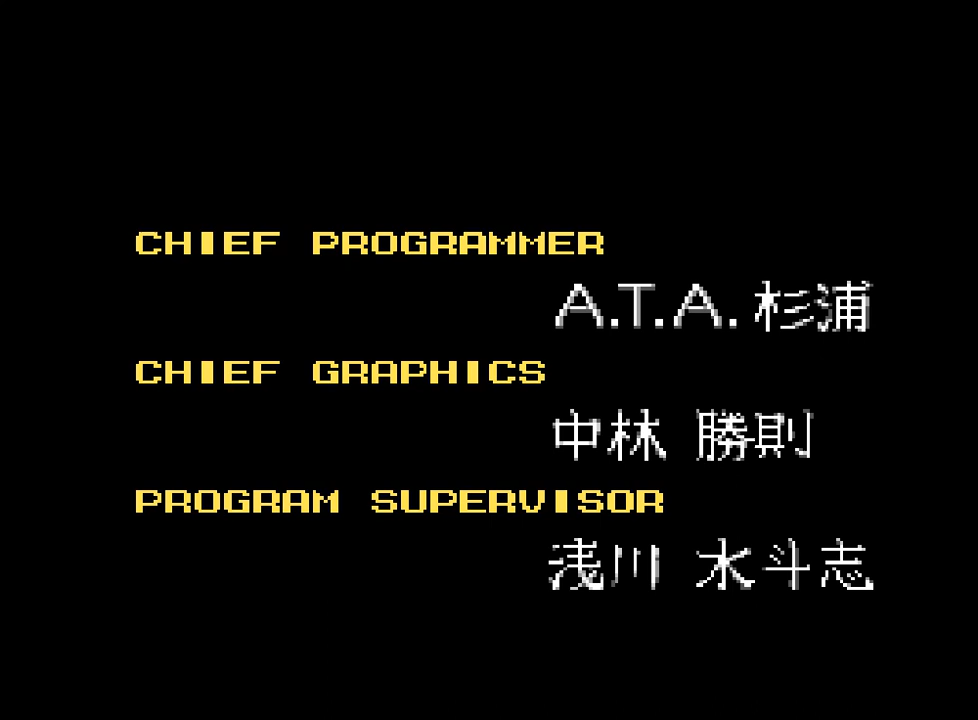 CHIEF PROGRAMMER
A.T.A. 杉浦
CHIEF GRAPHICS
中林 勝則
PROGRAM SUPERVISOR
浅川 水斗志